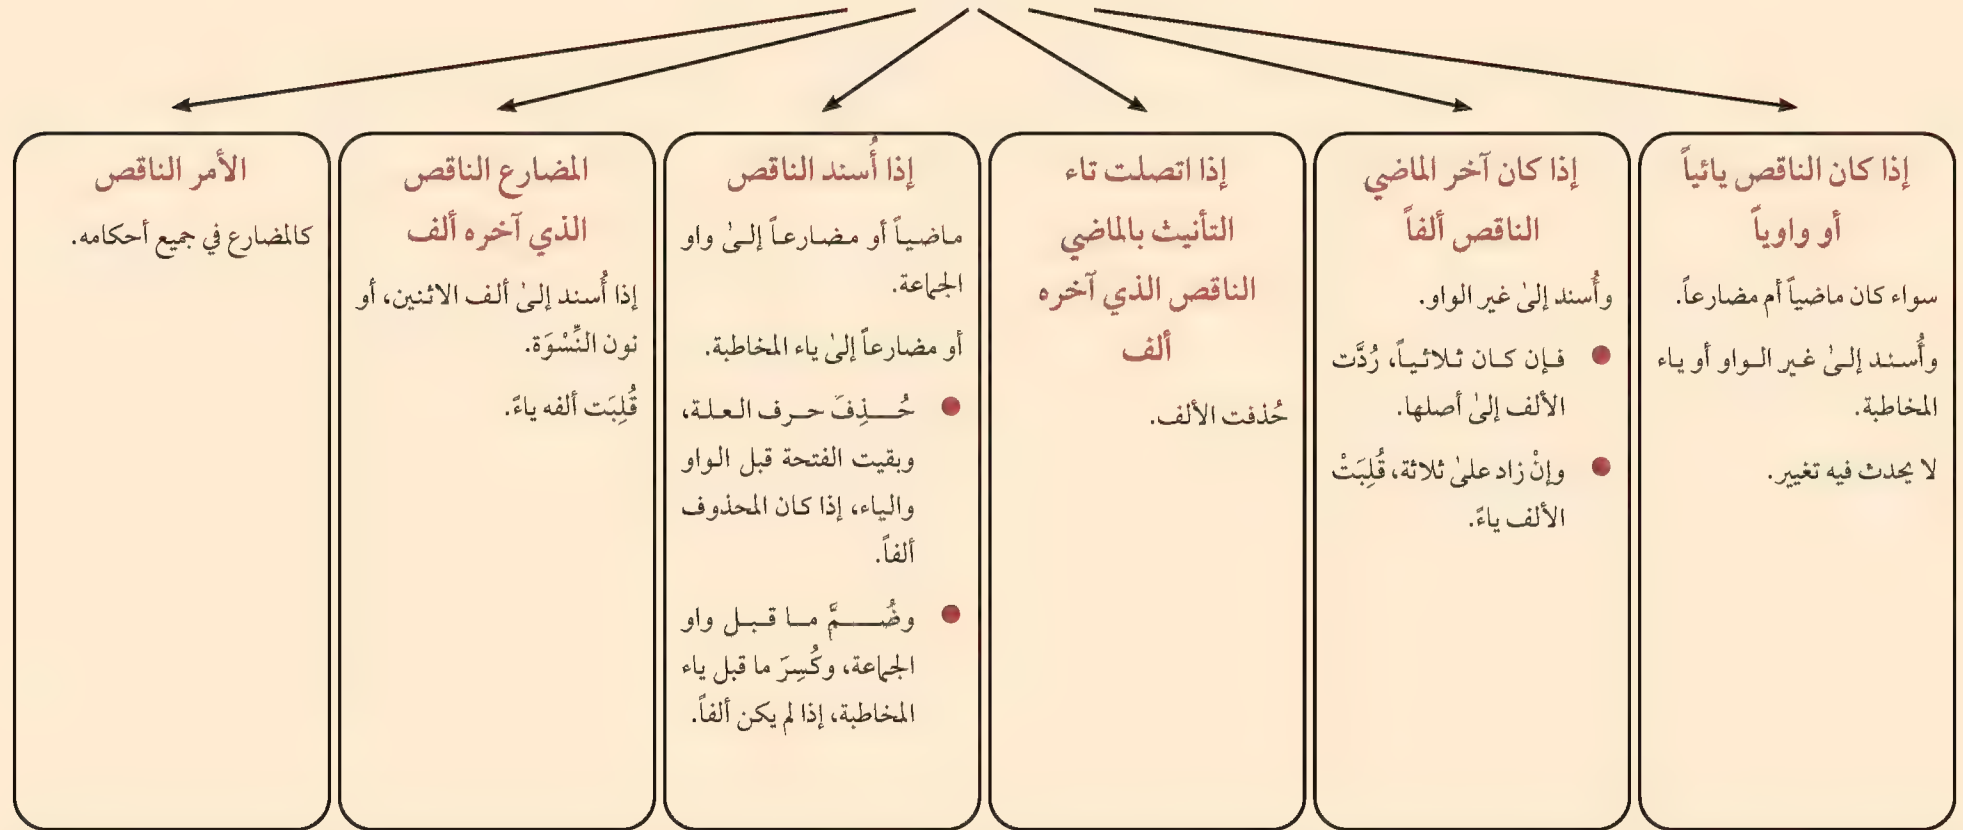 إذا كان الناقص يائياً
أو واوياً
سواء كان ماضياً أم مضارعاً.
وأُسند إلىٰ غير الواو أو ياء
المخاطبة.
لا يحدث فيه تغيير.
إذا كان آخر الماضي
الناقص ألفاً
وأُسند إلىٰ غير الواو.
● فإن كان ثلاثياً، رُدَّت
الألف إلىٰ أصلها.
● وإنْ زاد علىٰ ثلاثة، قُلِبَتْ
الألف ياءً.
إذا اتصلت تاء
التأنيث بالماضي
الناقص الذي آخره
ألف
حُذفت الألف.
إذا أُسند الناقص
ماضياً أو مضارعاً إلىٰ واو
الجماعة.
أو مضارعاً إلىٰ ياء المخاطبة.
● حُذِفَ حرف العلة،
وبقيت الفتحة قبل الواو
والياء، إذا كان المحذوف
ألفاً.
● وضُمَّ ما قبل واو
الجماعة، وكُسِرَ ما قبل ياء
المخاطبة، إذا لم يكن ألفاً.
المضارع الناقص
الذي آخره ألف
إذا أُسند إلىٰ ألف الاثنين، أو
نون النِّسْوَة.
قُلِبَت ألفه ياءً.
الأمر الناقص
كالمضارع في جميع أحكامه.